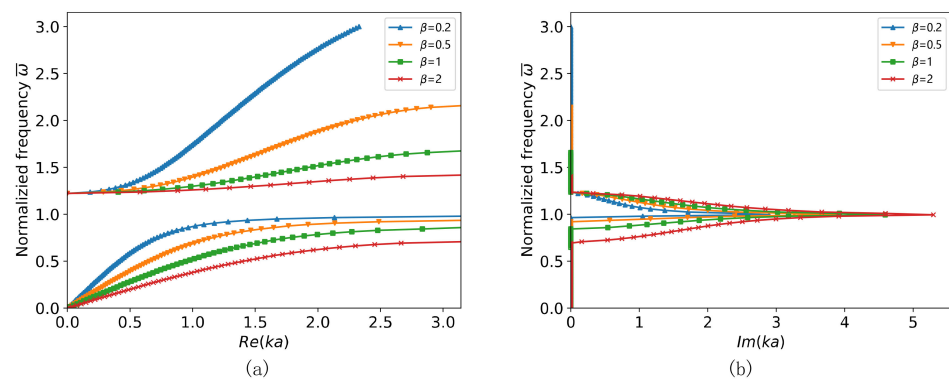 3.0
2.5
2.0
1.5
1.0
0.5
0.0
Normalizied frequency ω̅
0.0 0.5 1.0 1.5 2.0 2.5 3.0
Re(ka)
β=0.2
β=0.5
β=1
β=2
(a)
3.0
2.5
2.0
1.5
1.0
0.5
0.0
Normalizied frequency ω̅
0 1 2 3 4 5
Im(ka)
β=0.2
β=0.5
β=1
β=2
(b)